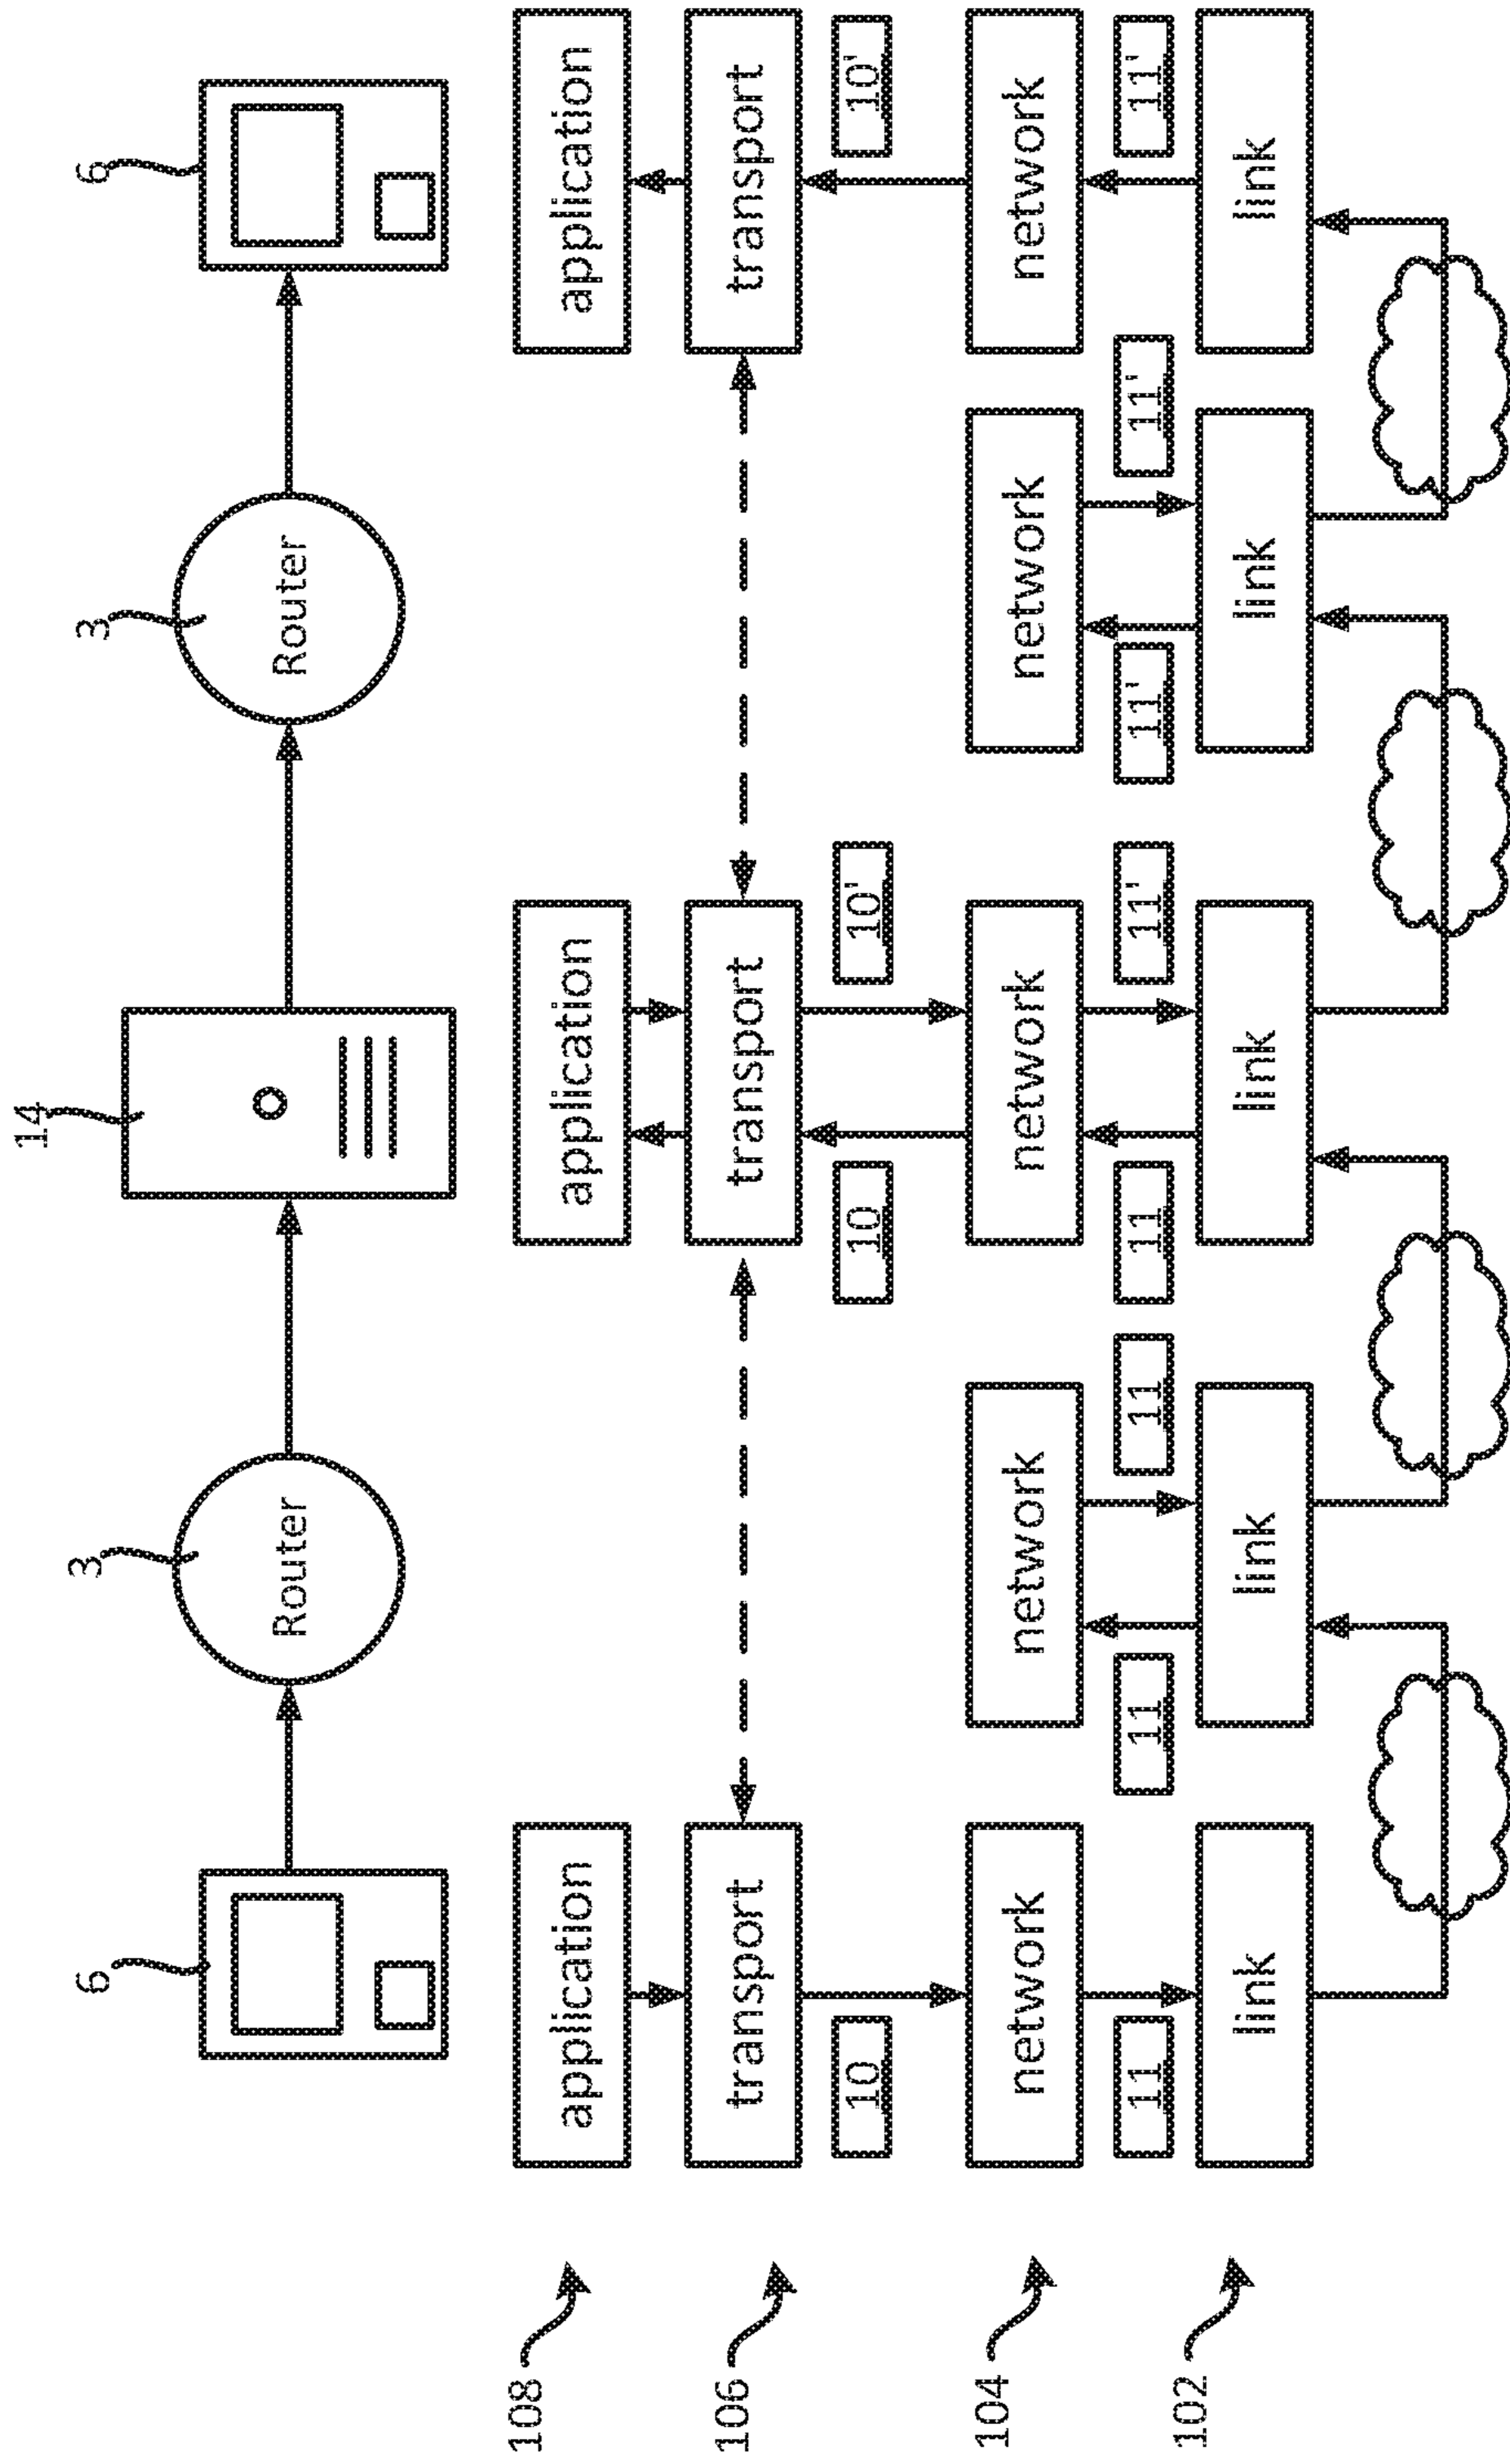 14
6 3 3 6
Router Router
108 application application application
106 transport transport transport
10 10 10' 10'
104 network network network network network
11 11 11 11 11' 11' 11' 11'
102 link link link link link